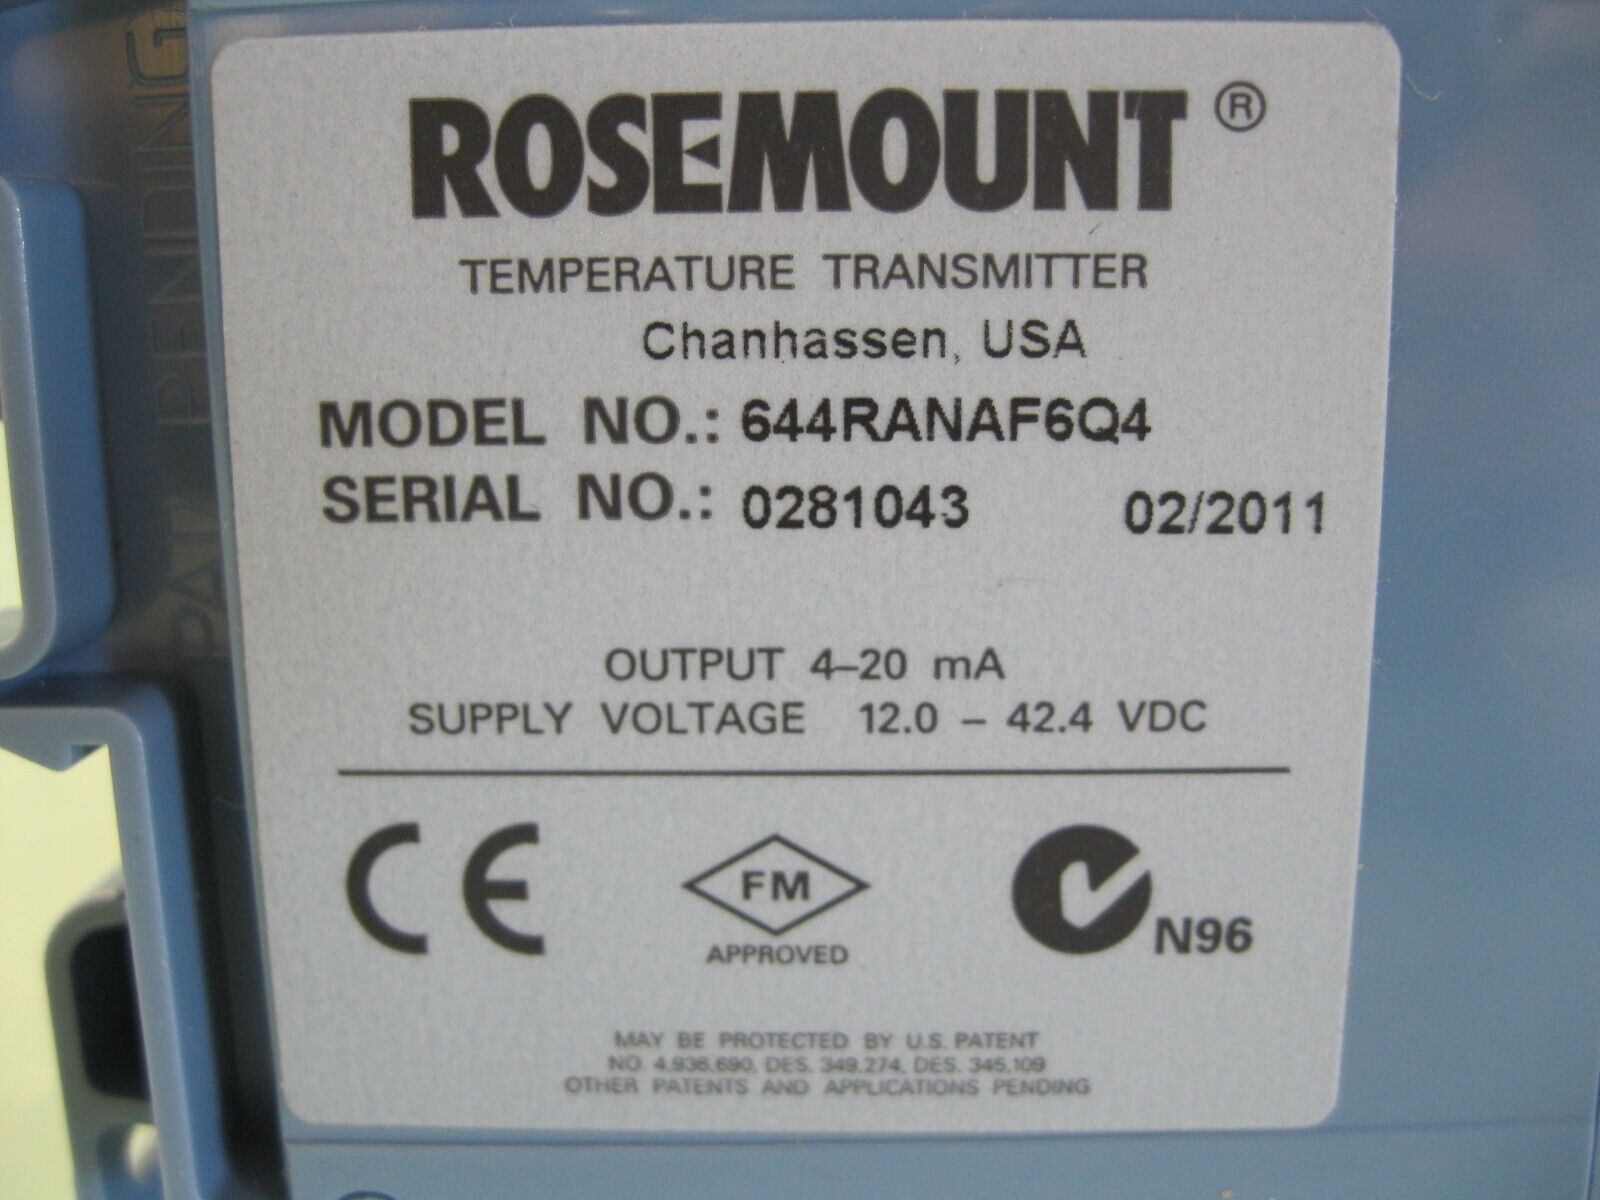 PAT PENDING
ROSEMOUNT ®
TEMPERATURE TRANSMITTER
Chanhassen, USA
MODEL NO.: 644RANAF6Q4
SERIAL NO.: 0281043 02/2011
OUTPUT 4–20 mA
SUPPLY VOLTAGE 12.0 – 42.4 VDC
CE
FM
APPROVED
N96
MAY BE PROTECTED BY U.S. PATENT
NO. 4,936,690, DES. 349,274, DES. 345,109
OTHER PATENTS AND APPLICATIONS PENDING